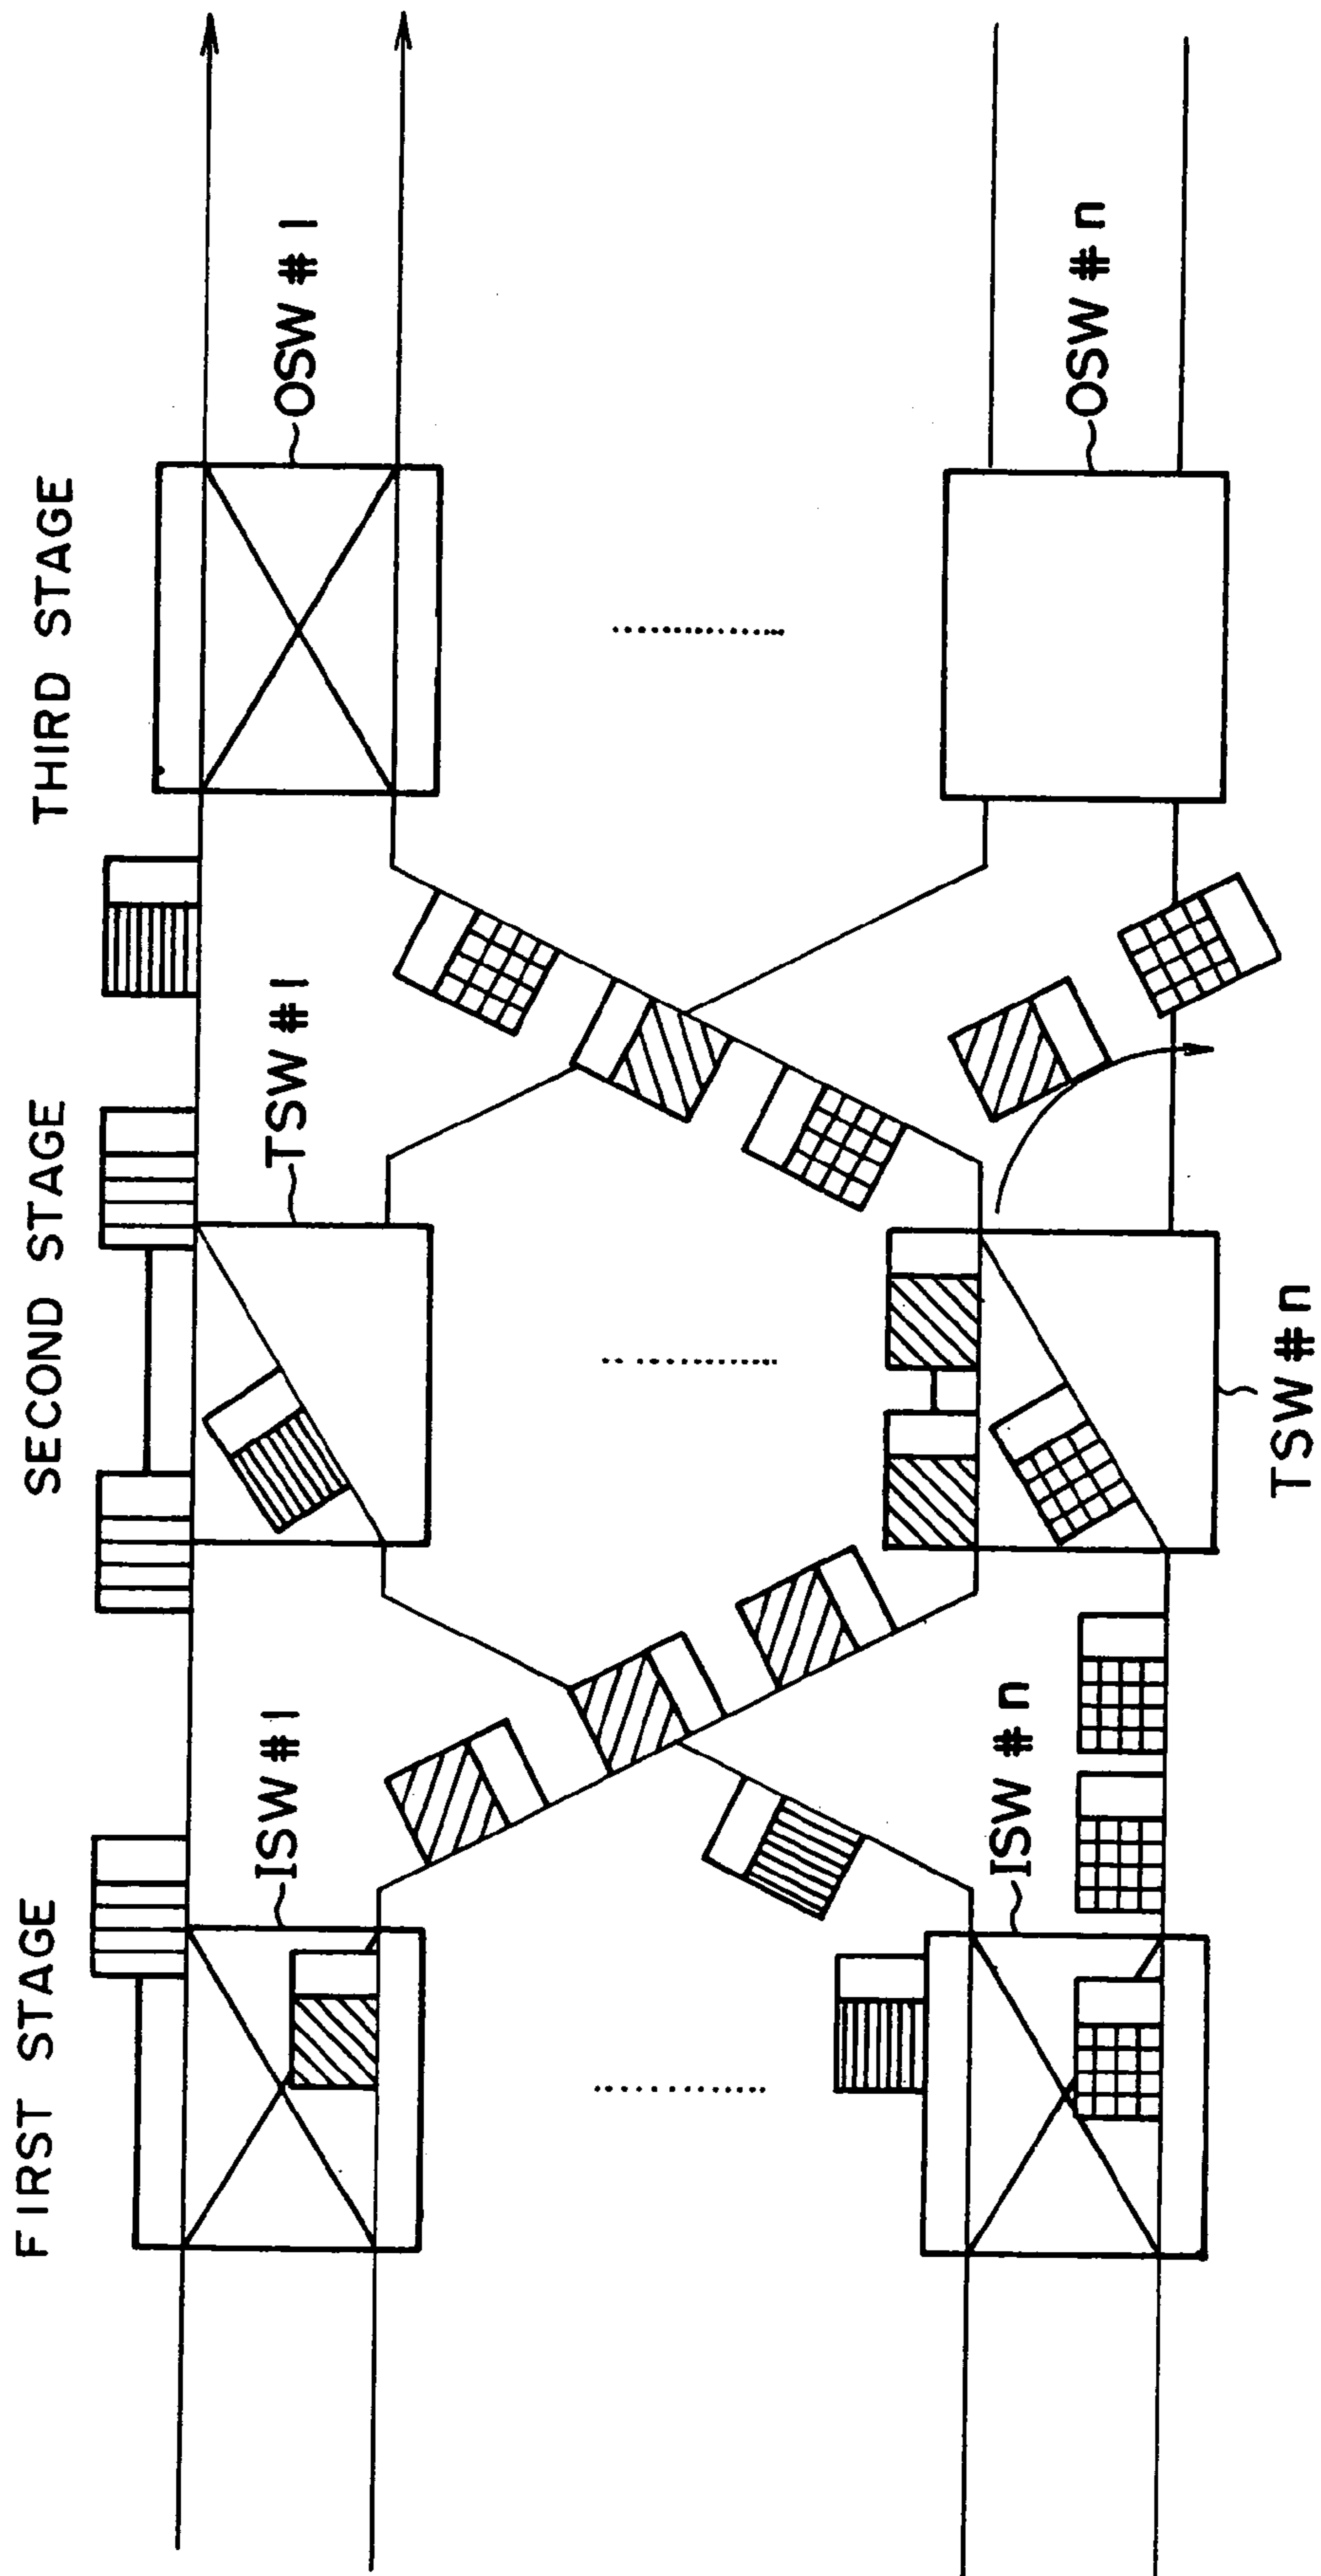 FIRST STAGE
SECOND STAGE
THIRD STAGE
ISW #1
TSW #1
OSW #1
ISW #n
TSW #n
OSW #n